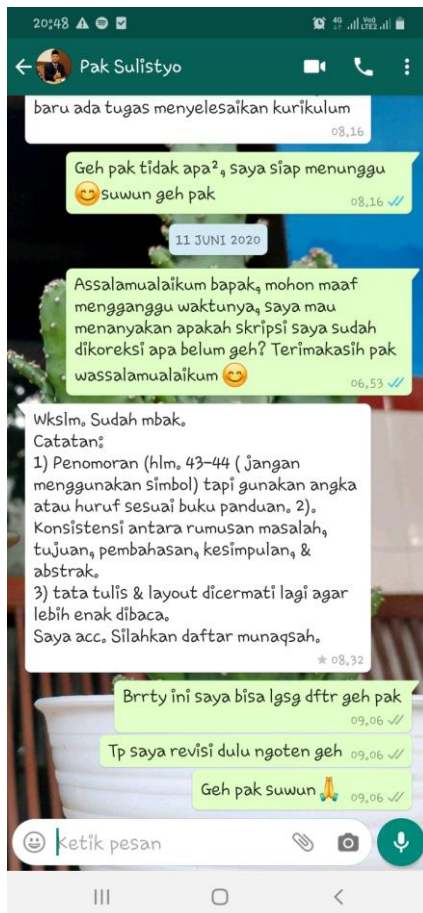 20:48
4G
Vo))
LTE2
Pak Sulistyo
baru ada tugas menyelesaikan kurikulum
08.16
Geh pak tidak apa², saya siap menunggu
😊suwun geh pak
08.16
11 JUNI 2020
Assalamualaikum bapak, mohon maaf
mengganggu waktunya, saya mau
menanyakan apakah skripsi saya sudah
dikoreksi apa belum geh? Terimakasih pak
wassalamualaikum 😊
06.53
Wkslm. Sudah mbak.
Catatan:
1) Penomoran (hlm. 43-44 ( jangan
menggunakan simbol) tapi gunakan angka
atau huruf sesuai buku panduan. 2).
Konsistensi antara rumusan masalah,
tujuan, pembahasan, kesimpulan, &
abstrak.
3) tata tulis & layout dicermati lagi agar
lebih enak dibaca.
Saya acc. Silahkan daftar munaqsah.
★ 08.32
Brrty ini saya bisa lgsg dftr geh pak
09.06
Tp saya revisi dulu ngoten geh 09.06
Geh pak suwun 🙏 09.06
Ketik pesan